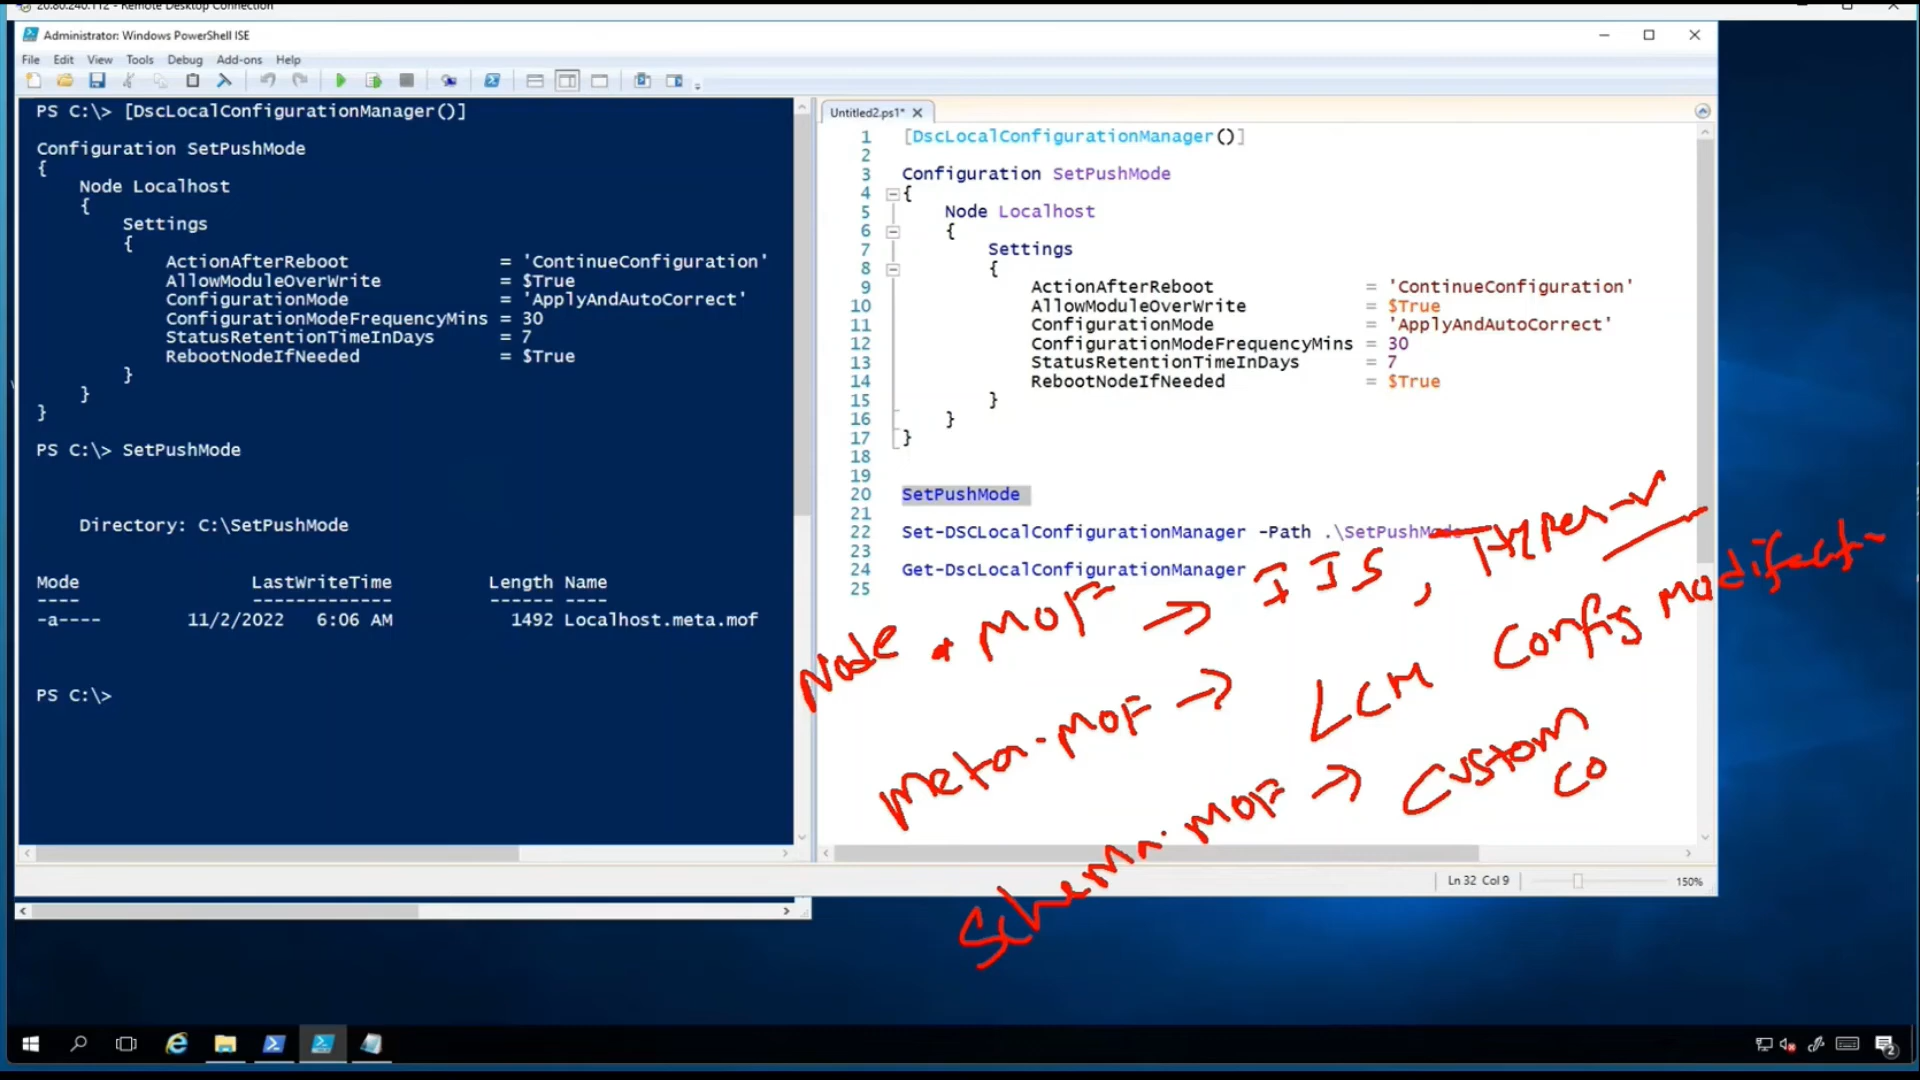 20.80.240.112 - Remote Desktop Connection
Administrator: Windows PowerShell ISE
File Edit View Tools Debug Add-ons Help
PS C:\> [DscLocalConfigurationManager()]
Configuration SetPushMode
{
Node Localhost
{
Settings
{
ActionAfterReboot = 'ContinueConfiguration'
AllowModuleOverWrite = $True
ConfigurationMode = 'ApplyAndAutoCorrect'
ConfigurationModeFrequencyMins = 30
StatusRetentionTimeInDays = 7
RebootNodeIfNeeded = $True
}
}
}
PS C:\> SetPushMode
Directory: C:\SetPushMode
Mode LastWriteTime Length Name
---- ------------- ------ ----
-a---- 11/2/2022 6:06 AM 1492 Localhost.meta.mof
PS C:\>
Untitled2.ps1*
1 [DscLocalConfigurationManager()]
2
3 Configuration SetPushMode
4 {
5 Node Localhost
6 {
7 Settings
8 {
9 ActionAfterReboot = 'ContinueConfiguration'
10 AllowModuleOverWrite = $True
11 ConfigurationMode = 'ApplyAndAutoCorrect'
12 ConfigurationModeFrequencyMins = 30
13 StatusRetentionTimeInDays = 7
14 RebootNodeIfNeeded = $True
15 }
16 }
17 }
18
19
20 SetPushMode
21
22 Set-DSCLocalConfigurationManager -Path .\SetPushMode
23
24 Get-DscLocalConfigurationManager
25
Node . MOF → IIS, Hyper-V
Meta.MOF → LCM Config
Schema.MOF → Custom
CO
Ln 32 Col 9 150%
2